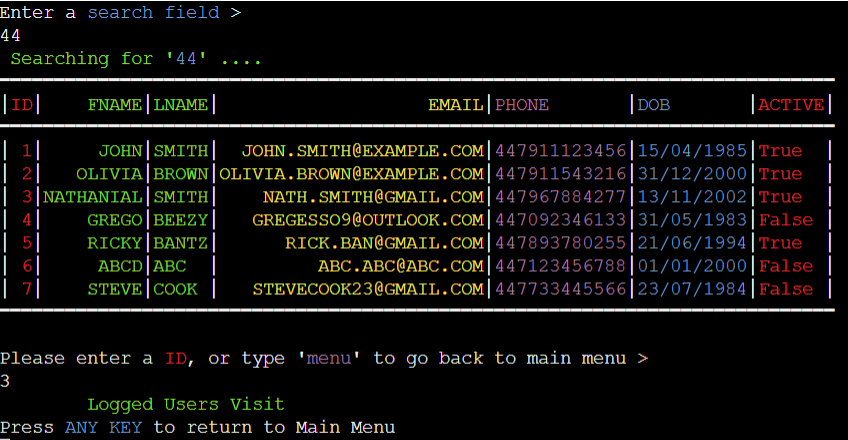 Enter a search field >
44
Searching for '44' ....
|ID| FNAME|LNAME| EMAIL|PHONE |DOB |ACTIVE|
| 1| JOHN|SMITH| JOHN.SMITH@EXAMPLE.COM|447911123456|15/04/1985|True |
| 2| OLIVIA|BROWN|OLIVIA.BROWN@EXAMPLE.COM|447911543216|31/12/2000|True |
| 3|NATHANIAL|SMITH| NATH.SMITH@GMAIL.COM|447967884277|13/11/2002|True |
| 4| GREGO|BEEZY| GREGESSO9@OUTLOOK.COM|447092346133|31/05/1983|False |
| 5| RICKY|BANTZ| RICK.BAN@GMAIL.COM|447893780255|21/06/1994|True |
| 6| ABCD|ABC | ABC.ABC@ABC.COM|447123456788|01/01/2000|False |
| 7| STEVE|COOK | STEVECOOK23@GMAIL.COM|447733445566|23/07/1984|False |
Please enter a ID, or type 'menu' to go back to main menu >
3
Logged Users Visit
Press ANY KEY to return to Main Menu